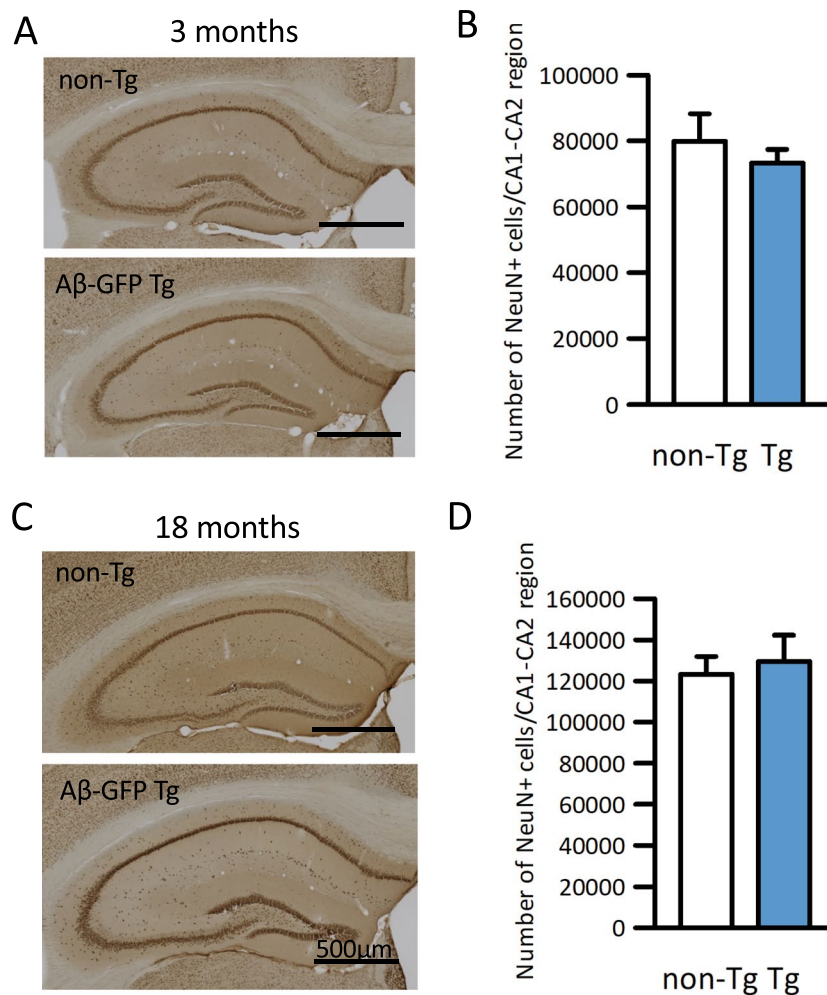 A
3 months
non-Tg
Aβ-GFP Tg
B
Number of NeuN+ cells/CA1-CA2 region
100000
80000
60000
40000
20000
0
non-Tg Tg
C
18 months
non-Tg
Aβ-GFP Tg
500µm
D
Number of NeuN+ cells/CA1-CA2 region
160000
140000
120000
100000
80000
60000
40000
20000
0
non-Tg Tg